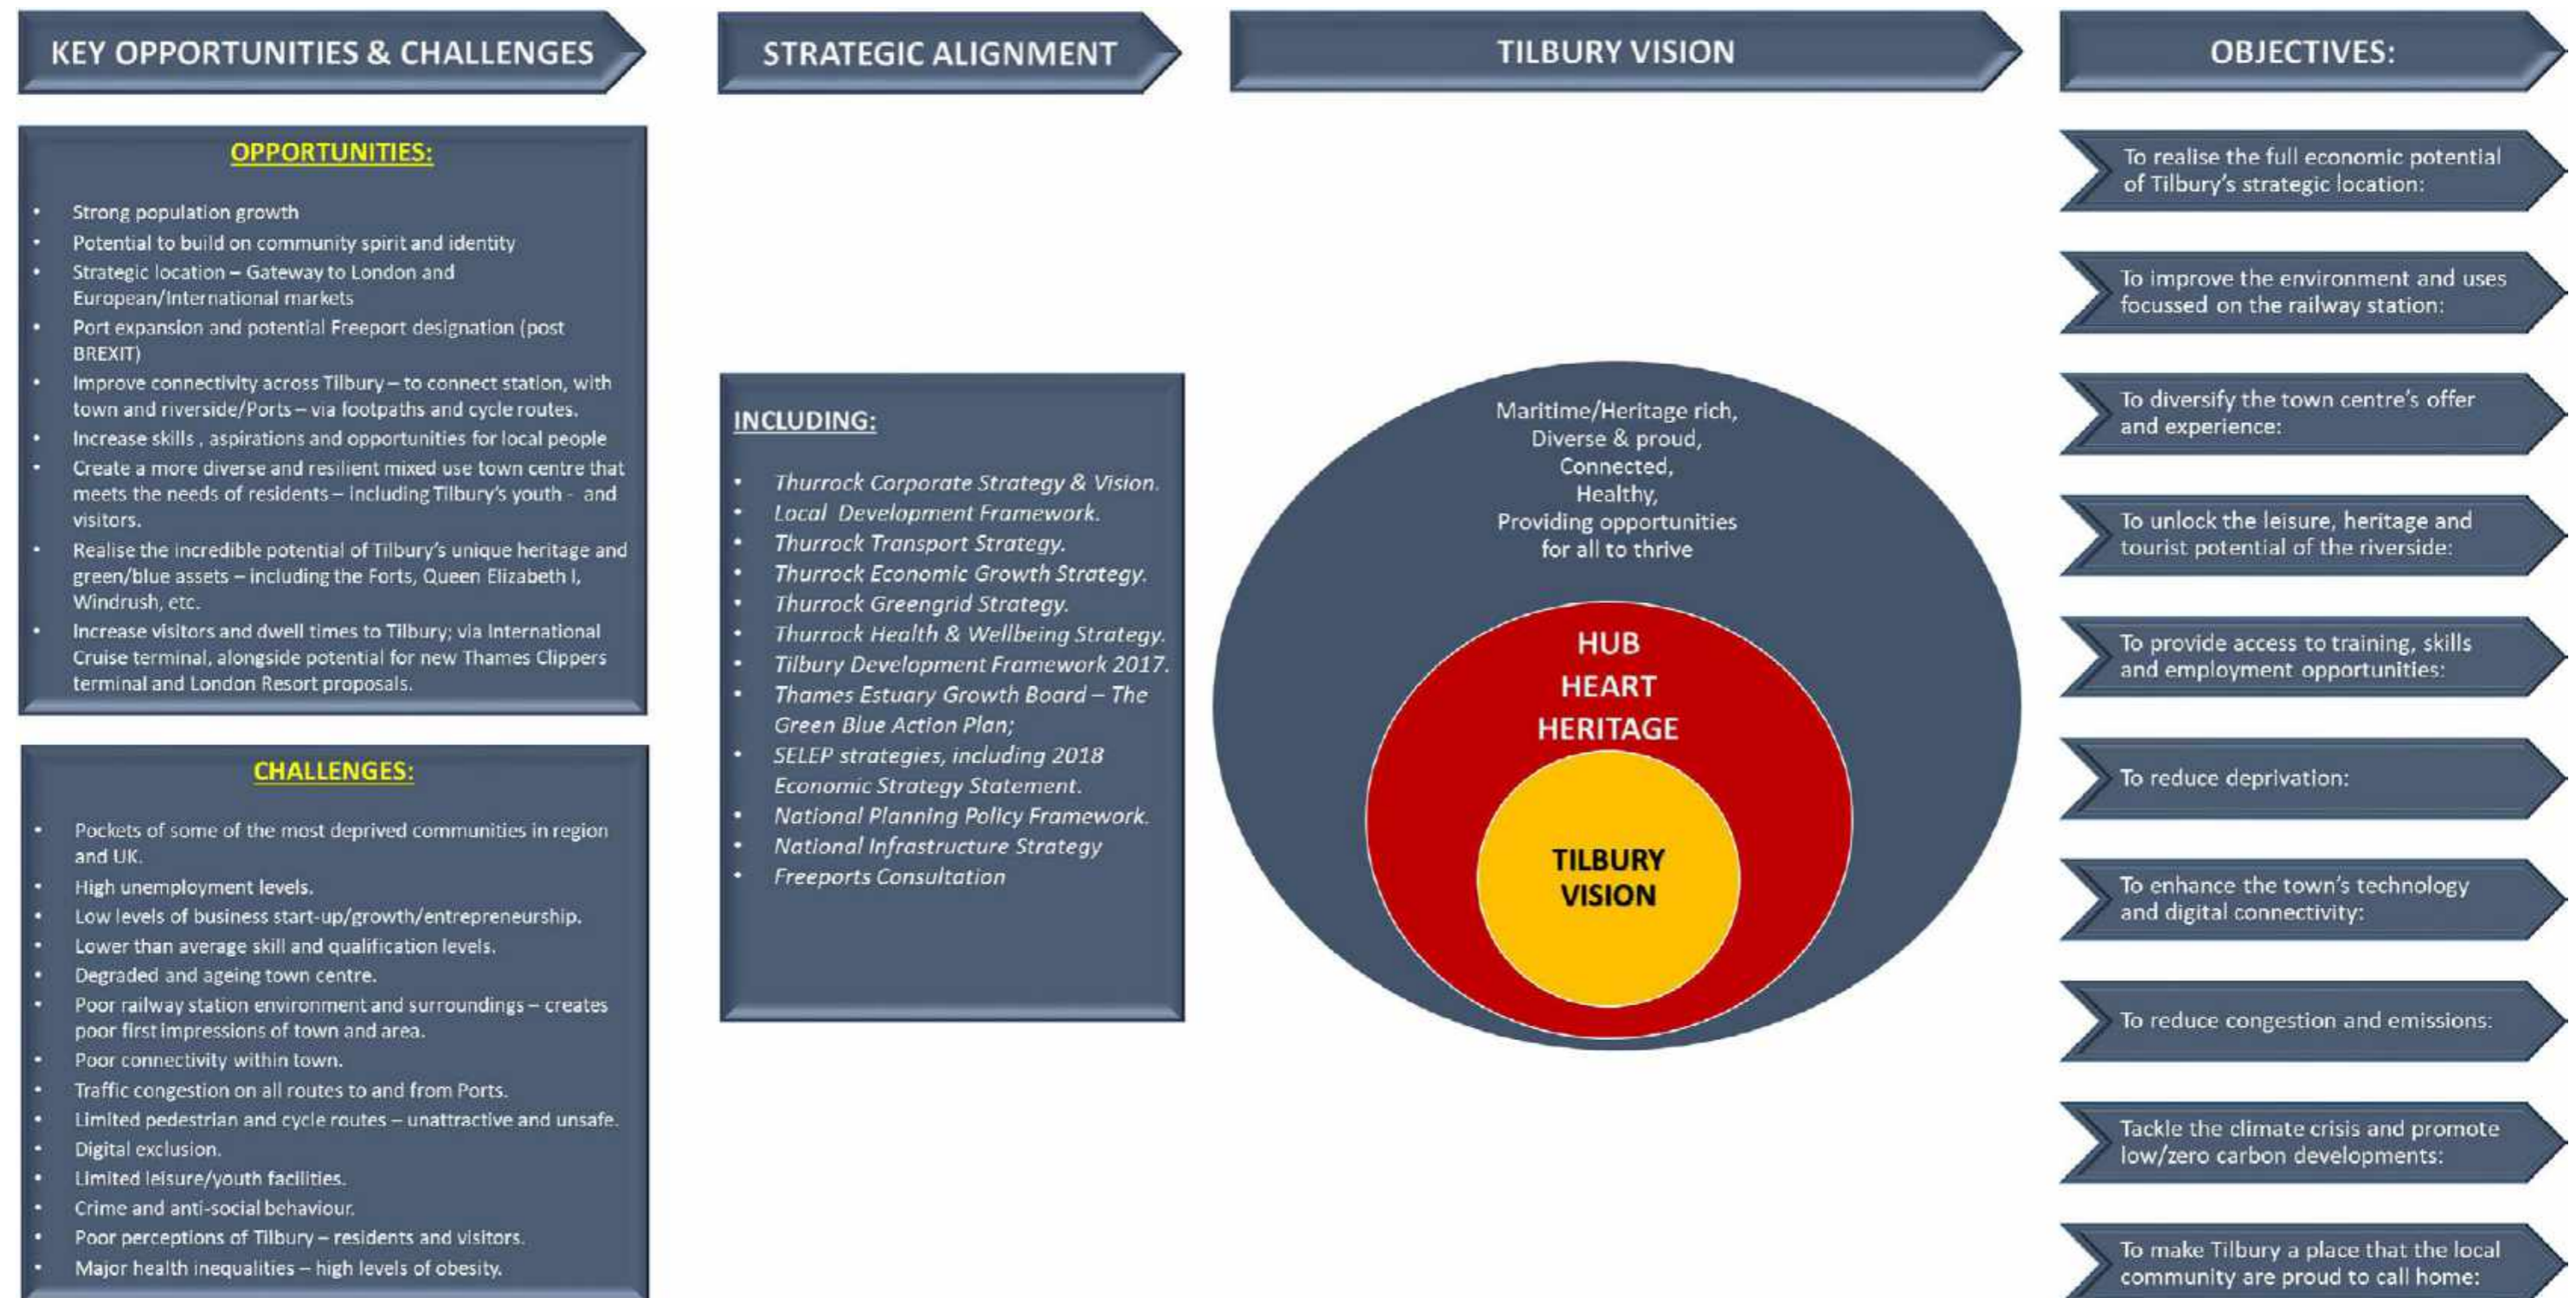 KEY OPPORTUNITIES & CHALLENGES
OPPORTUNITIES:
• Strong population growth
• Potential to build on community spirit and identity
• Strategic location – Gateway to London and
European/International markets
• Port expansion and potential Freeport designation (post
BREXIT)
• Improve connectivity across Tilbury – to connect station, with
town and riverside/Ports – via footpaths and cycle routes.
• Increase skills , aspirations and opportunities for local people
• Create a more diverse and resilient mixed use town centre that
meets the needs of residents – including Tilbury's youth - and
visitors.
• Realise the incredible potential of Tilbury's unique heritage and
green/blue assets – including the Forts, Queen Elizabeth I,
Windrush, etc.
• Increase visitors and dwell times to Tilbury; via International
Cruise terminal, alongside potential for new Thames Clippers
terminal and London Resort proposals.
CHALLENGES:
• Pockets of some of the most deprived communities in region
and UK.
• High unemployment levels.
• Low levels of business start-up/growth/entrepreneurship.
• Lower than average skill and qualification levels.
• Degraded and ageing town centre.
• Poor railway station environment and surroundings – creates
poor first impressions of town and area.
• Poor connectivity within town.
• Traffic congestion on all routes to and from Ports.
• Limited pedestrian and cycle routes – unattractive and unsafe.
• Digital exclusion.
• Limited leisure/youth facilities.
• Crime and anti-social behaviour.
• Poor perceptions of Tilbury – residents and visitors.
• Major health inequalities – high levels of obesity.
STRATEGIC ALIGNMENT
INCLUDING:
• Thurrock Corporate Strategy & Vision.
• Local Development Framework.
• Thurrock Transport Strategy.
• Thurrock Economic Growth Strategy.
• Thurrock Greengrid Strategy.
• Thurrock Health & Wellbeing Strategy.
• Tilbury Development Framework 2017.
• Thames Estuary Growth Board – The
Green Blue Action Plan;
• SELEP strategies, including 2018
Economic Strategy Statement.
• National Planning Policy Framework.
• National Infrastructure Strategy
• Freeports Consultation
TILBURY VISION
Maritime/Heritage rich,
Diverse & proud,
Connected,
Healthy,
Providing opportunities
for all to thrive
HUB
HEART
HERITAGE
TILBURY
VISION
OBJECTIVES:
To realise the full economic potential
of Tilbury's strategic location:
To improve the environment and uses
focussed on the railway station:
To diversify the town centre's offer
and experience:
To unlock the leisure, heritage and
tourist potential of the riverside:
To provide access to training, skills
and employment opportunities:
To reduce deprivation:
To enhance the town's technology
and digital connectivity:
To reduce congestion and emissions:
Tackle the climate crisis and promote
low/zero carbon developments:
To make Tilbury a place that the local
community are proud to call home: